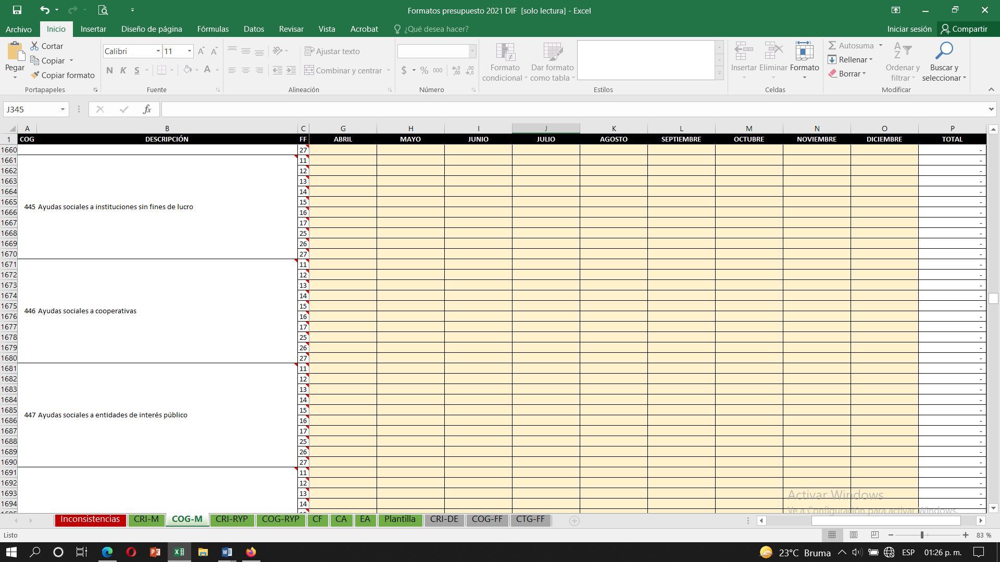 Formatos presupuesto 2021 DIF [solo lectura] - Excel
Archivo Inicio Insertar Diseño de página Fórmulas Datos Revisar Vista Acrobat ¿Qué desea hacer? Iniciar sesión Compartir
Pegar Cortar Copiar Copiar formato Portapapeles
Calibri 11 N K S A Fuente
Ajustar texto Combinar y centrar Alineación
$ % 000 Número
Formato condicional Dar formato como tabla Estilos
Insertar Eliminar Formato Celdas
Autosuma Rellenar Borrar Ordenar y filtrar Buscar y seleccionar Modificar
J345 fx
A B C G H I J K L M N O P
1 COG DESCRIPCIÓN FF ABRIL MAYO JUNIO JULIO AGOSTO SEPTIEMBRE OCTUBRE NOVIEMBRE DICIEMBRE TOTAL
1660 27 -
1661 11 -
1662 12 -
1663 13 -
1664 14 -
1665 15 -
445 Ayudas sociales a instituciones sin fines de lucro
1666 16 -
1667 17 -
1668 25 -
1669 26 -
1670 27 -
1671 11 -
1672 12 -
1673 13 -
1674 14 -
1675 15 -
446 Ayudas sociales a cooperativas
1676 16 -
1677 17 -
1678 25 -
1679 26 -
1680 27 -
1681 11 -
1682 12 -
1683 13 -
1684 14 -
1685 15 -
447 Ayudas sociales a entidades de interés público
1686 16 -
1687 17 -
1688 25 -
1689 26 -
1690 27 -
1691 11 -
1692 12 -
1693 13 -
1694 14 -
Activar Windows
Ve a Configuración para activar Windows.
Inconsistencias CRI-M COG-M CRI-RYP COG-RYP CF CA EA Plantilla CRI-DE COG-FF CTG-FF
Listo 83 %
23°C Bruma ESP 01:26 p. m.